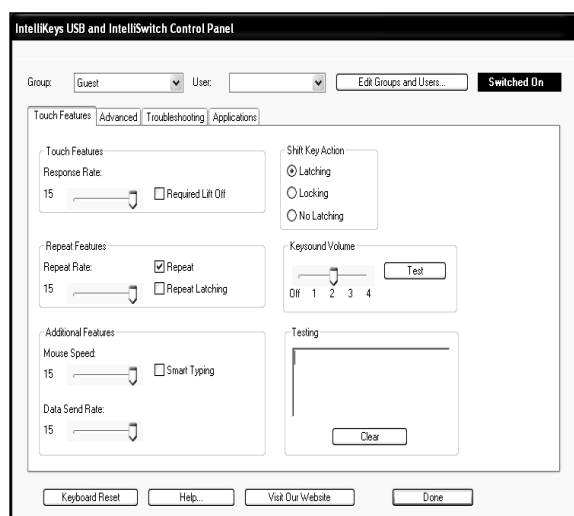 IntelliKeys USB and IntelliSwitch Control Panel
Group: Guest User: Edit Groups and Users... Switched On
Touch Features Advanced Troubleshooting Applications
Touch Features
Response Rate:
15 Required Lift Off
Shift Key Action
Latching
Locking
No Latching
Repeat Features
Repeat Rate: Repeat
15 Repeat Latching
Keysound Volume
Test
Off 1 2 3 4
Additional Features
Mouse Speed:
15 Smart Typing
Data Send Rate:
15
Testing
Clear
Keyboard Reset Help... Visit Our Website Done